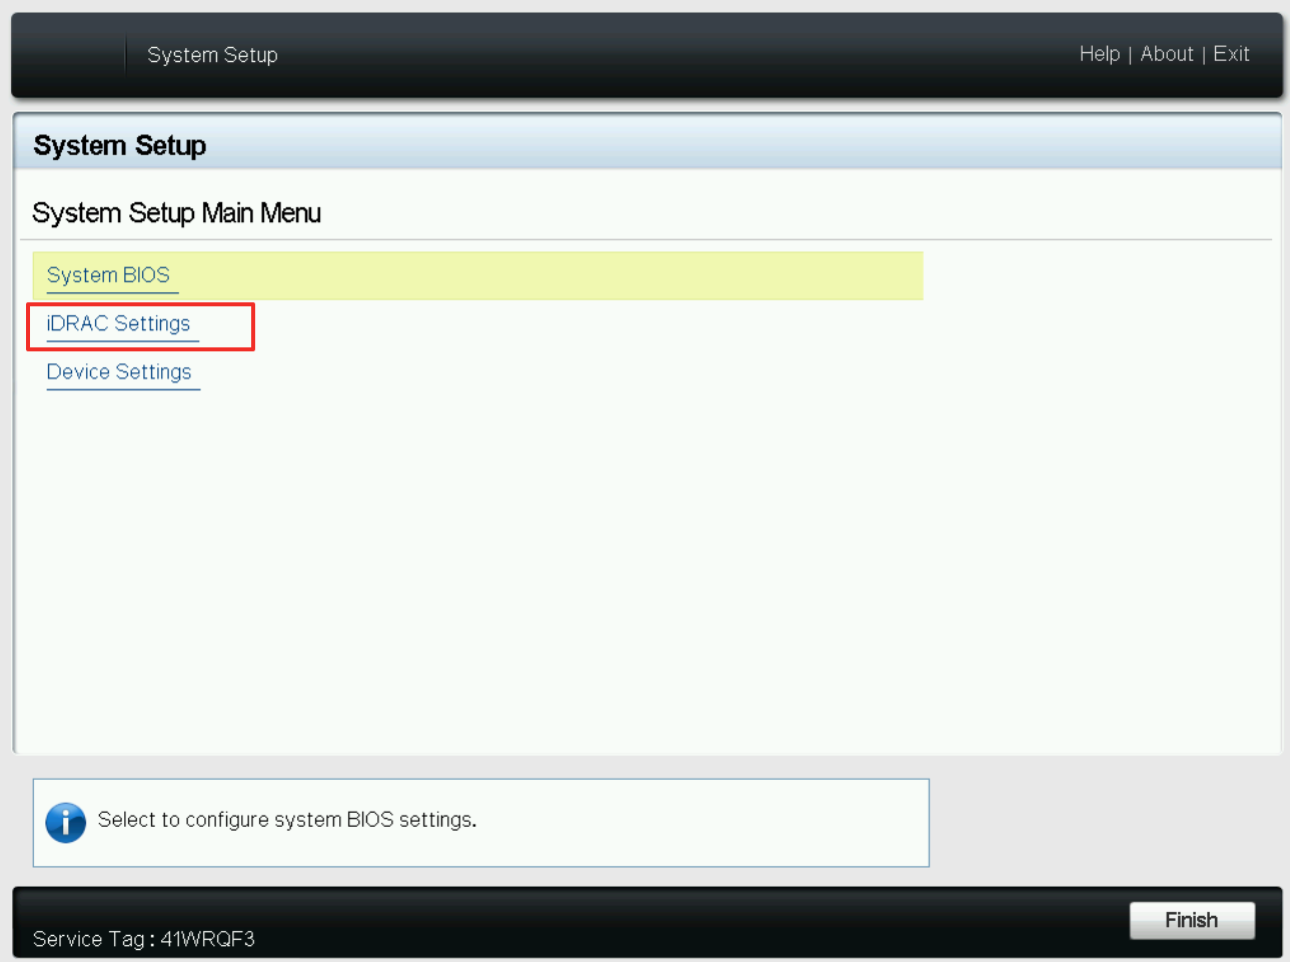 System Setup
Help | About | Exit
System Setup
System Setup Main Menu
System BIOS
iDRAC Settings
Device Settings
Select to configure system BIOS settings.
Service Tag : 41WRQF3
Finish